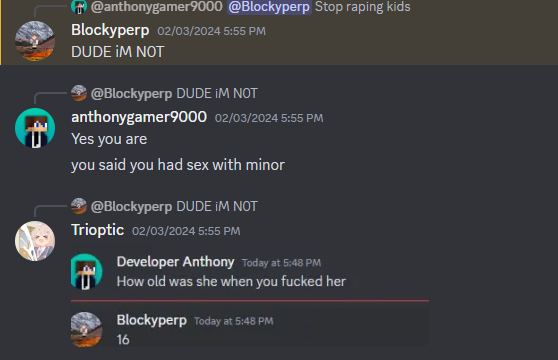 @anthonygamer9000 @Blockyperp Stop raping kids
Blockyperp 02/03/2024 5:55 PM
DUDE iM N0T
@Blockyperp DUDE iM N0T
anthonygamer9000 02/03/2024 5:55 PM
Yes you are
you said you had sex with minor
@Blockyperp DUDE iM N0T
Trioptic 02/03/2024 5:55 PM
Developer Anthony Today at 5:48 PM
How old was she when you fucked her
Blockyperp Today at 5:48 PM
16